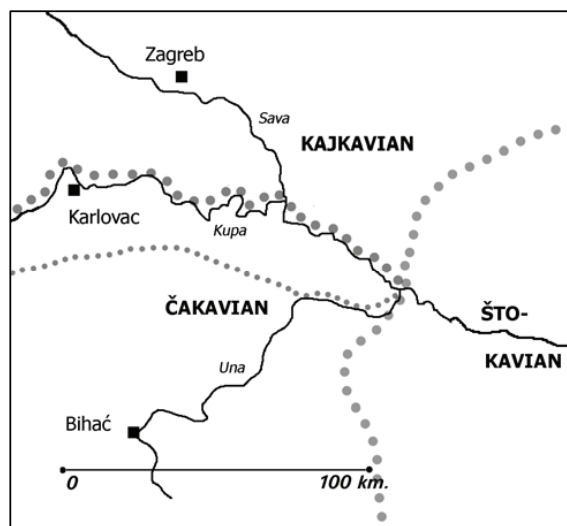 Zagreb
Sava
KAJKAVIAN
Karlovac
Kupa
ČAKAVIAN
ŠTO-
KAVIAN
Una
Bihać
0
100 km.